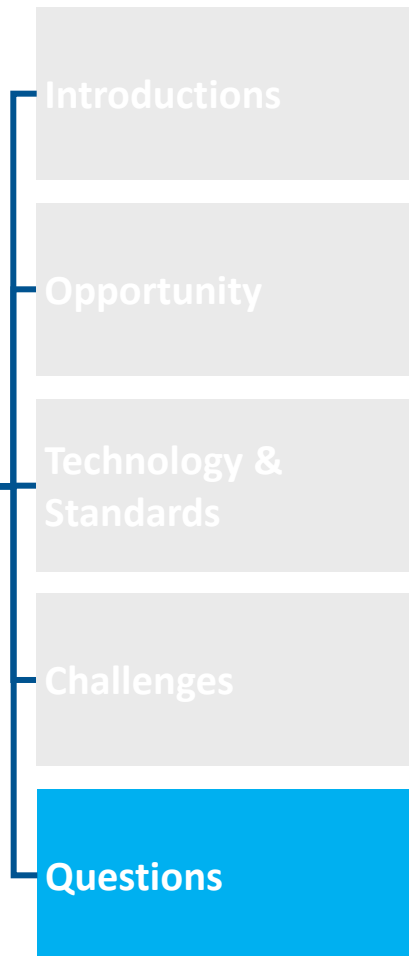 Introductions
Opportunity
Technology &
Standards
Challenges
Questions